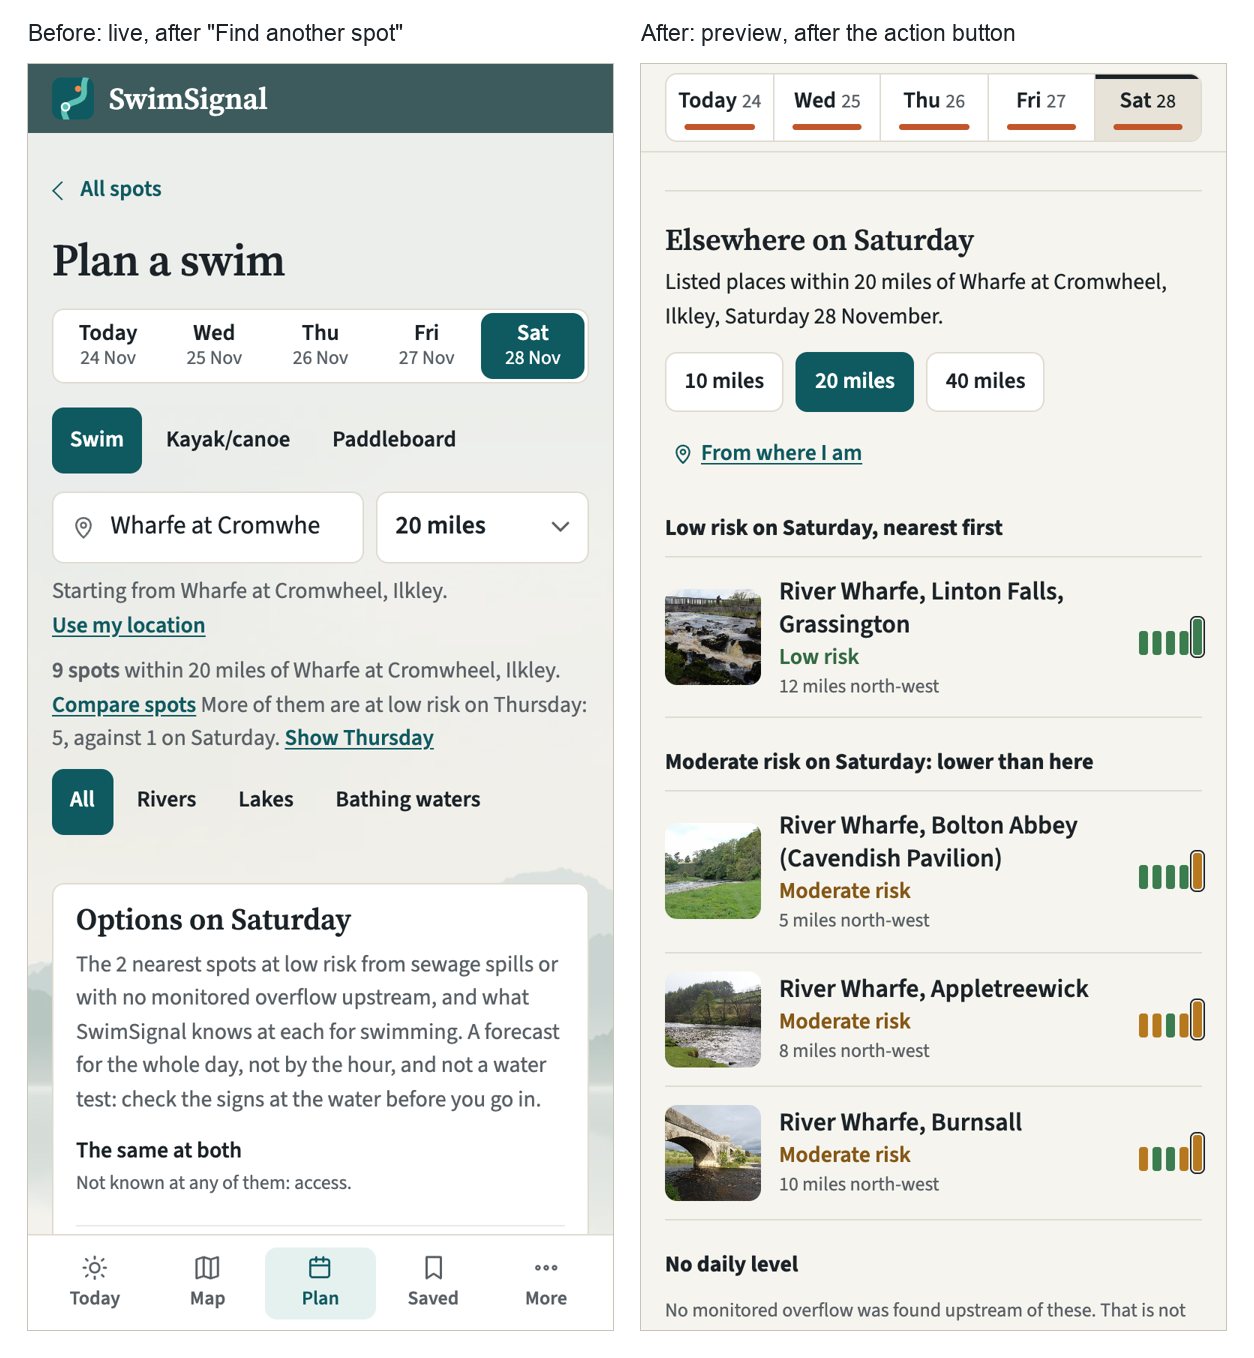 Before: live, after "Find another spot"
SwimSignal
All spots
Plan a swim
Today
24 Nov
Wed
25 Nov
Thu
26 Nov
Fri
27 Nov
Sat
28 Nov
Swim
Kayak/canoe
Paddleboard
Wharfe at Cromwhe
20 miles
Starting from Wharfe at Cromwheel, Ilkley.
Use my location
9 spots within 20 miles of Wharfe at Cromwheel, Ilkley.
Compare spots More of them are at low risk on Thursday:
5, against 1 on Saturday. Show Thursday
All
Rivers
Lakes
Bathing waters
Options on Saturday
The 2 nearest spots at low risk from sewage spills or
with no monitored overflow upstream, and what
SwimSignal knows at each for swimming. A forecast
for the whole day, not by the hour, and not a water
test: check the signs at the water before you go in.
The same at both
Not known at any of them: access.
Today
Map
Plan
Saved
More
After: preview, after the action button
Today 24
Wed 25
Thu 26
Fri 27
Sat 28
Elsewhere on Saturday
Listed places within 20 miles of Wharfe at Cromwheel,
Ilkley, Saturday 28 November.
10 miles
20 miles
40 miles
From where I am
Low risk on Saturday, nearest first
River Wharfe, Linton Falls,
Grassington
Low risk
12 miles north-west
Moderate risk on Saturday: lower than here
River Wharfe, Bolton Abbey
(Cavendish Pavilion)
Moderate risk
5 miles north-west
River Wharfe, Appletreewick
Moderate risk
8 miles north-west
River Wharfe, Burnsall
Moderate risk
10 miles north-west
No daily level
No monitored overflow was found upstream of these. That is not